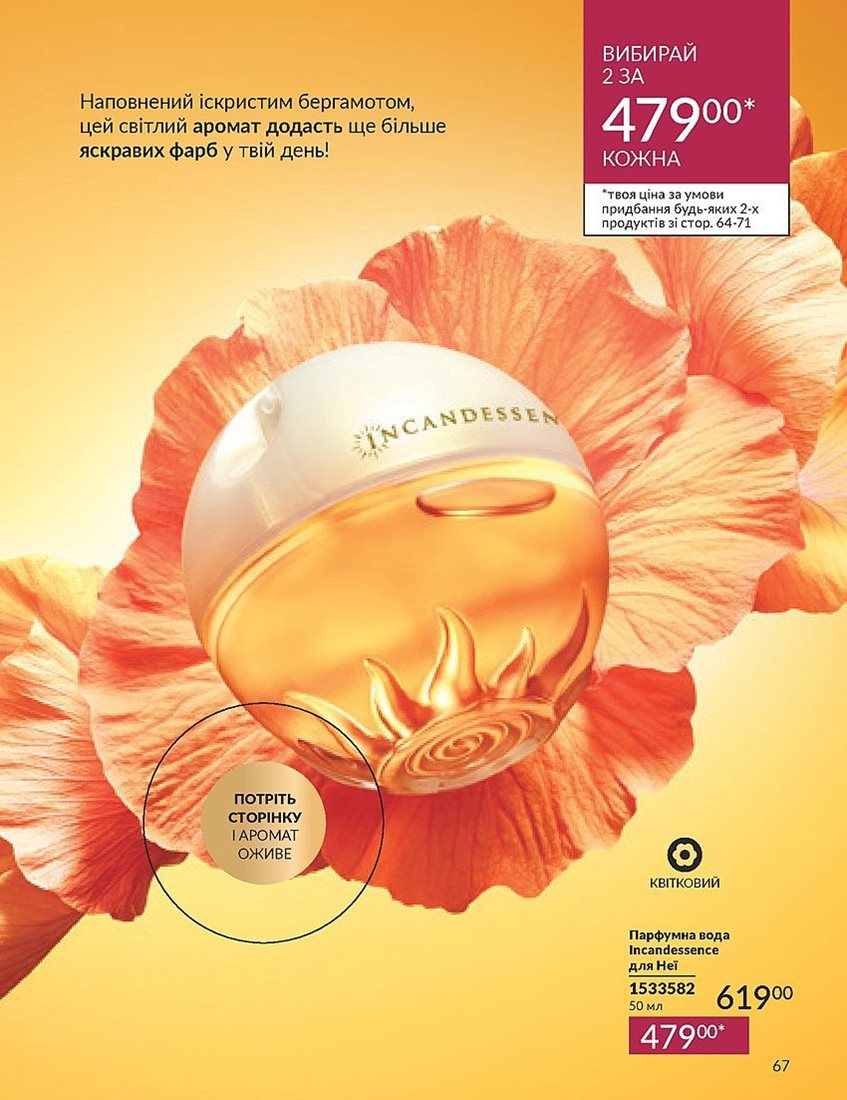 Наповнений іскристим бергамотом,
цей світлий аромат додасть ще більше
яскравих фарб у твій день!
ВИБИРАЙ
2 ЗА
47900*
КОЖНА
*твоя ціна за умови
придбання будь-яких 2-х
продуктів зі стор. 64-71
INCANDESSEN
ПОТРІТЬ
СТОРІНКУ
І АРОМАТ
ОЖИВЕ
КВІТКОВИЙ
Парфумна вода
Incandessence
для Неї
1533582
50 мл
61900
47900*
67